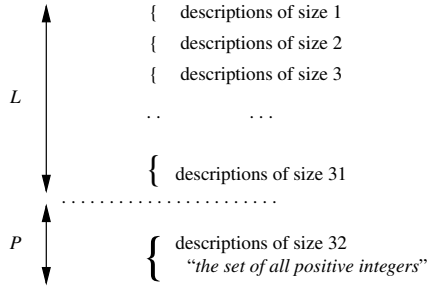 { descriptions of size 1
{ descriptions of size 2
{ descriptions of size 3
L
. . . . .
{ descriptions of size 31
. . . . . . . . . . . . . . . . . . . . . . . .
P
{ descriptions of size 32
“the set of all positive integers”